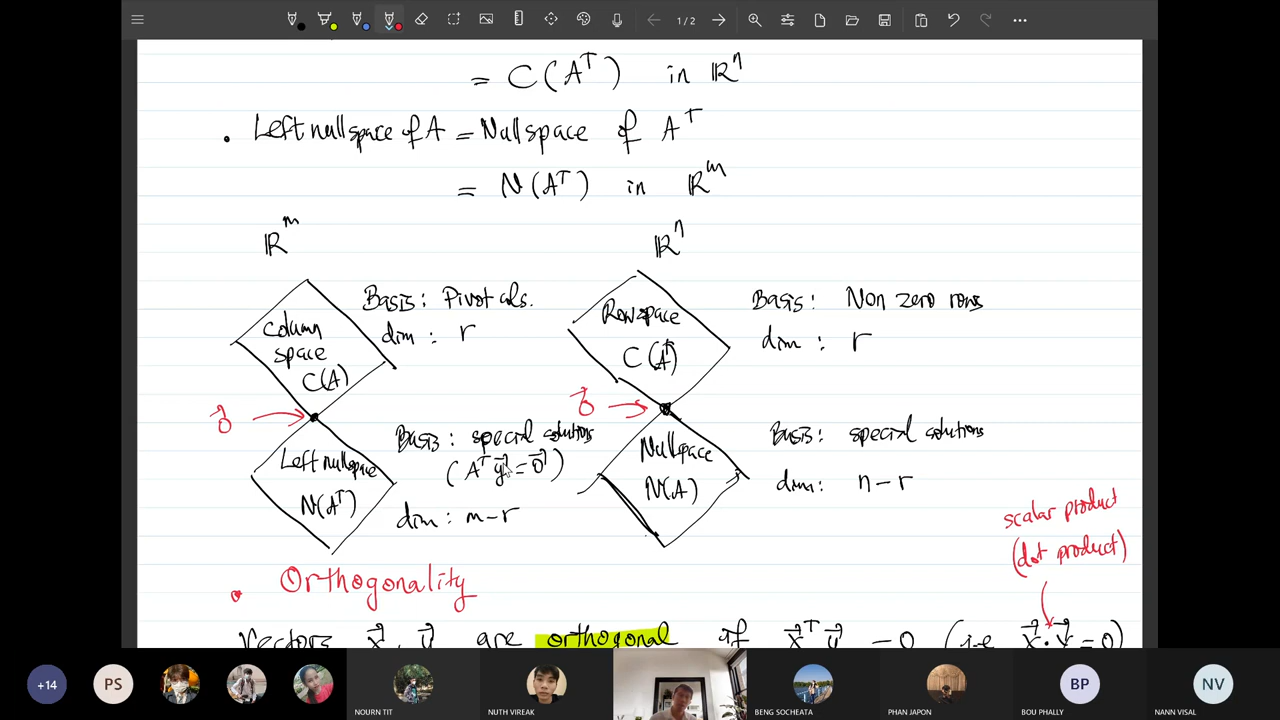 1/2
= C(Aᵀ) in ℝⁿ
• Left nullspace of A = Nullspace of Aᵀ
= N(Aᵀ) in ℝᵐ
ℝᵐ
ℝⁿ
Column space C(A)
Basis: Pivot cols.
dim : r
Row space C(Aᵀ)
Basis: Non zero rows
dim : r
0⃗
0⃗
Left nullspace N(Aᵀ)
Basis: special solutions
(Aᵀ y⃗ = 0⃗)
dim : m-r
Nullspace N(A)
Basis: special solutions
dim: n-r
scalar product
(dot product)
• Orthogonality
Vectors x⃗, y⃗ are orthogonal if x⃗ᵀ y⃗ = 0 (i.e x⃗·y⃗ = 0)
+14
PS
NOURN TIT
NUTH VIREAK
BENG SOCHEATA
PHAN JAPON
BP
BOU PHALLY
NV
NANN VISAL